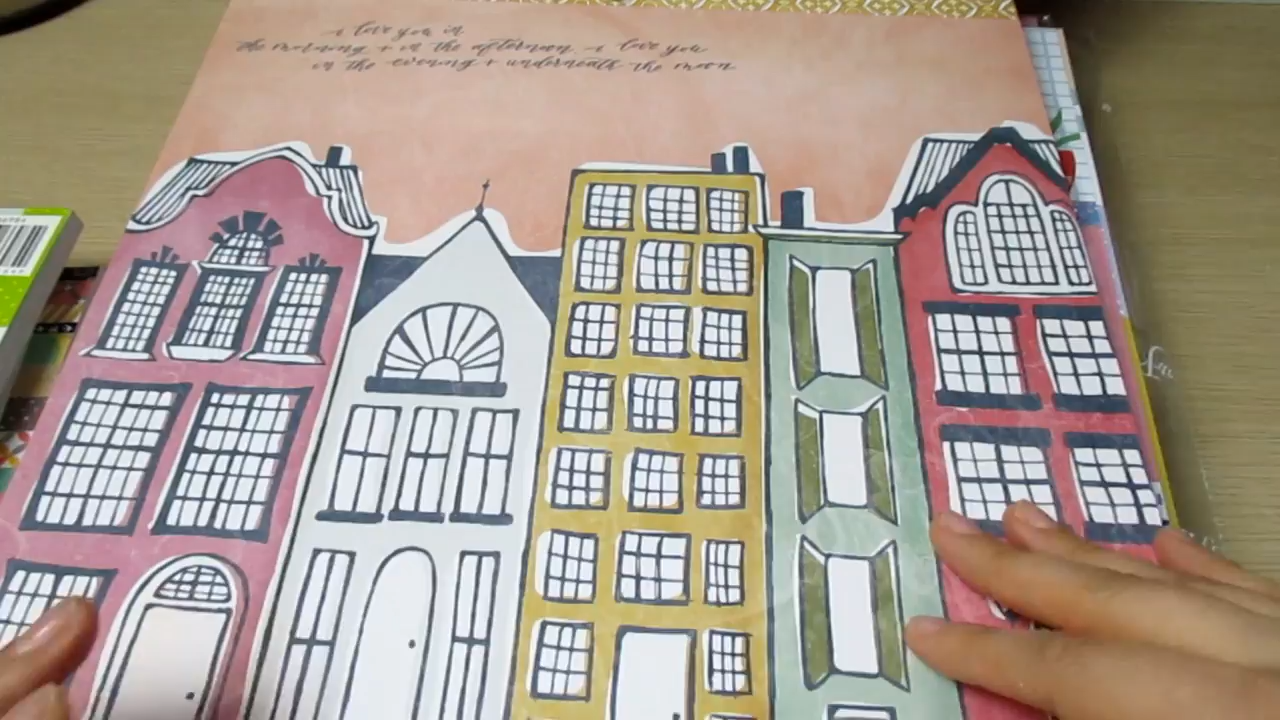 i love you in
the morning + in the afternoon. i love you
in the evening + underneath the moon